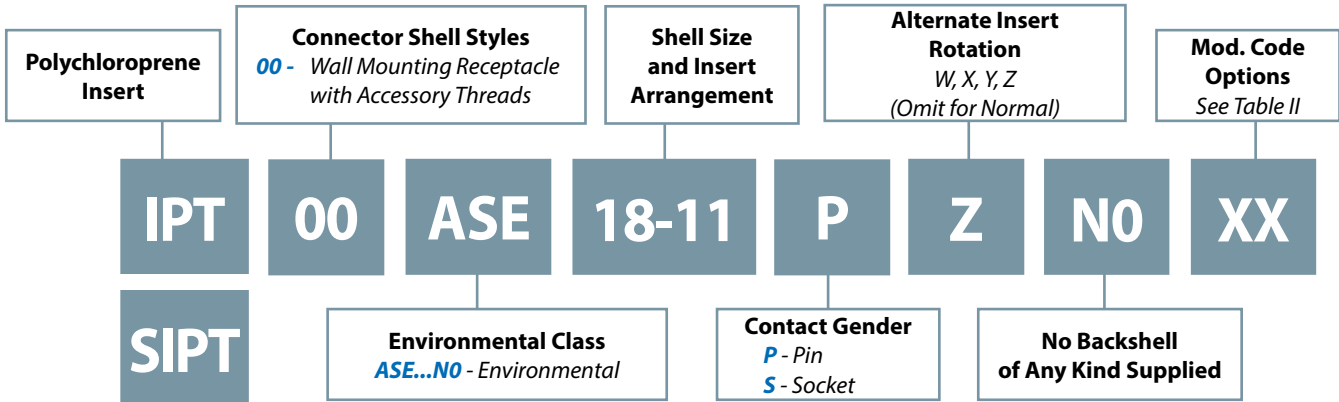 Polychloroprene
Insert
Connector Shell Styles
00 - Wall Mounting Receptacle
with Accessory Threads
Shell Size
and Insert
Arrangement
Alternate Insert
Rotation
W, X, Y, Z
(Omit for Normal)
Mod. Code
Options
See Table II
IPT 00 ASE 18-11 P Z N0 XX
SIPT
Environmental Class
ASE...N0 - Environmental
Contact Gender
P - Pin
S - Socket
No Backshell
of Any Kind Supplied